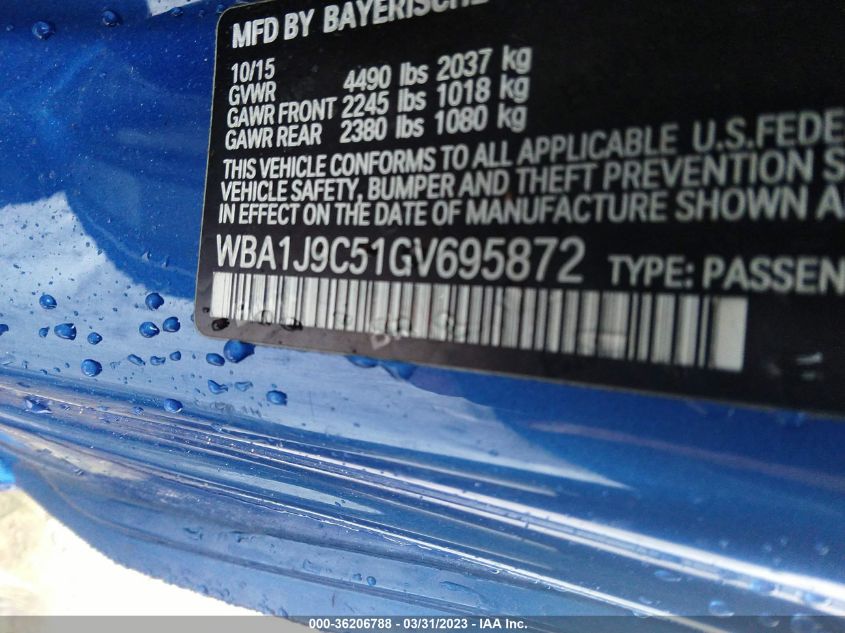 MFD BY BAYERISCHE
10/15
GVWR 4490 lbs 2037 kg
GAWR FRONT 2245 lbs 1018 kg
GAWR REAR 2380 lbs 1080 kg
THIS VEHICLE CONFORMS TO ALL APPLICABLE U.S.FEDE
VEHICLE SAFETY, BUMPER AND THEFT PREVENTION S
IN EFFECT ON THE DATE OF MANUFACTURE SHOWN A
WBA1J9C51GV695872 TYPE: PASSEN
000-36206788 - 03/31/2023 - IAA Inc.